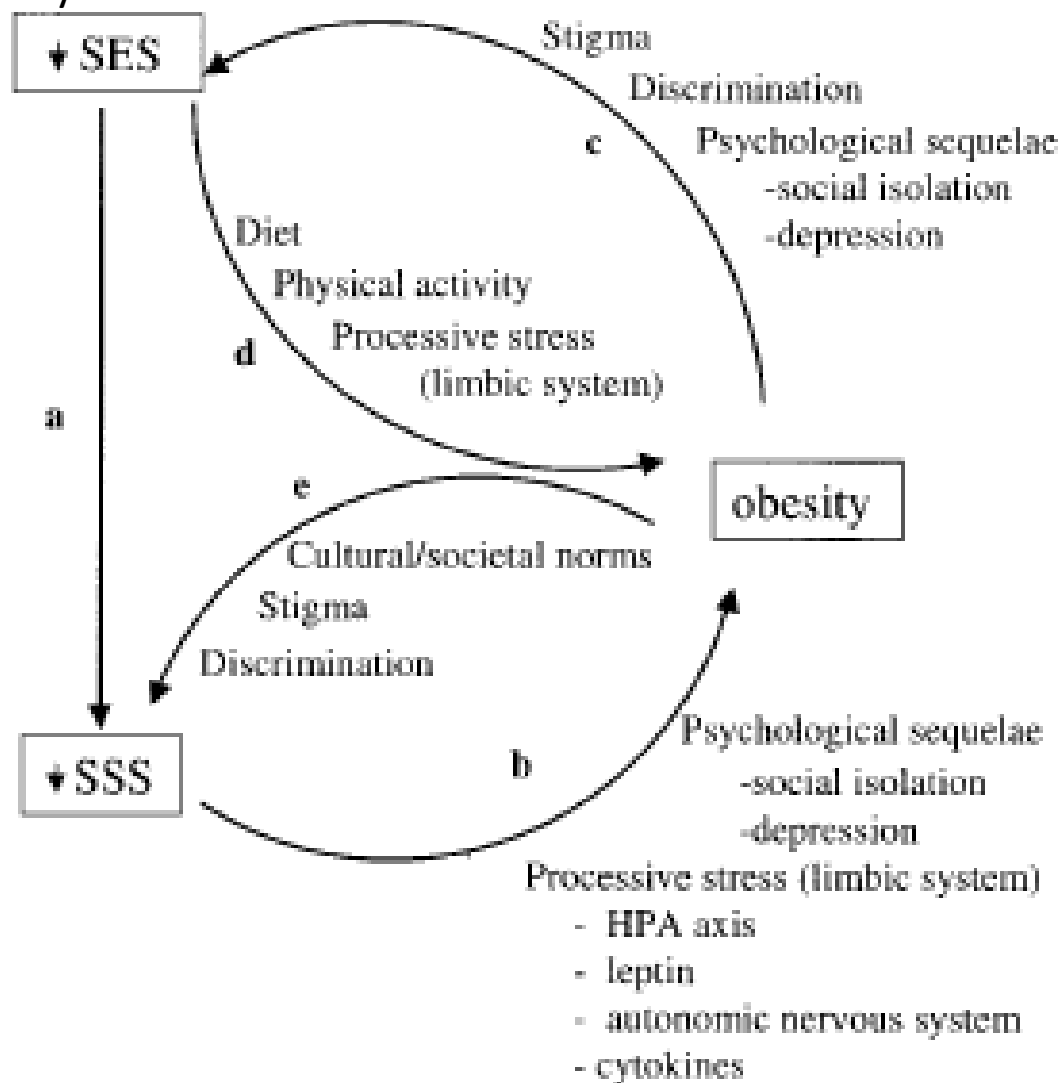 ↓ SES
Stigma
Discrimination
c
Psychological sequelae
-social isolation
-depression
Diet
Physical activity
Processive stress
(limbic system)
d
a
obesity
e
Cultural/societal norms
Stigma
Discrimination
↓ SSS
b
Psychological sequelae
-social isolation
-depression
Processive stress (limbic system)
- HPA axis
- leptin
- autonomic nervous system
- cytokines